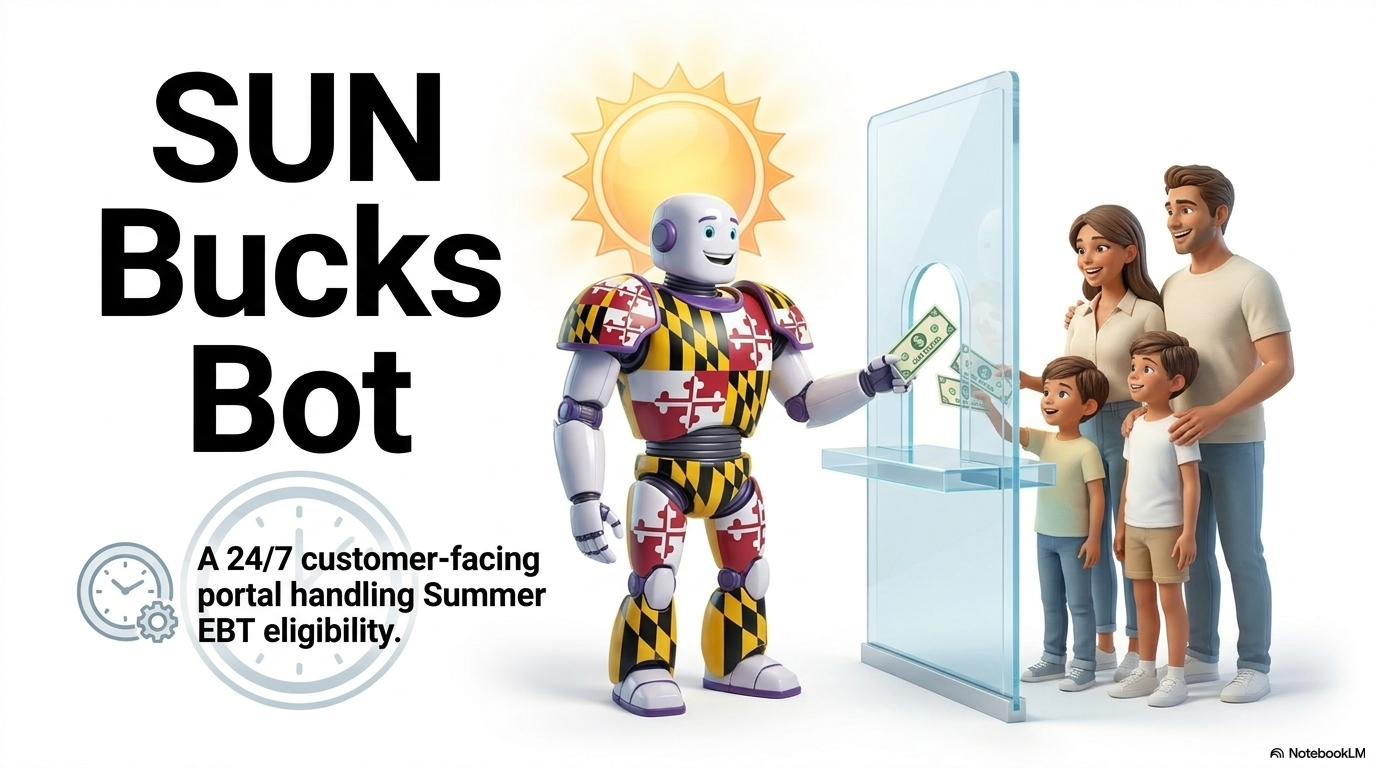 SUN
Bucks
Bot
A 24/7 customer-facing
portal handling Summer
EBT eligibility.
NotebookLM